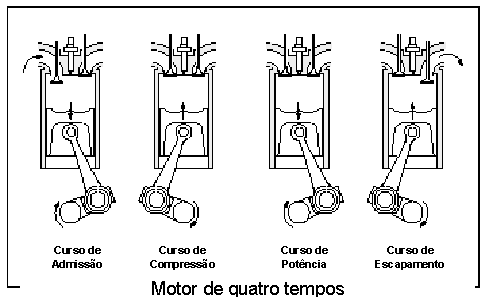 Curso de
Admissão
Curso de
Compressão
Curso de
Potência
Curso de
Escapamento
Motor de quatro tempos